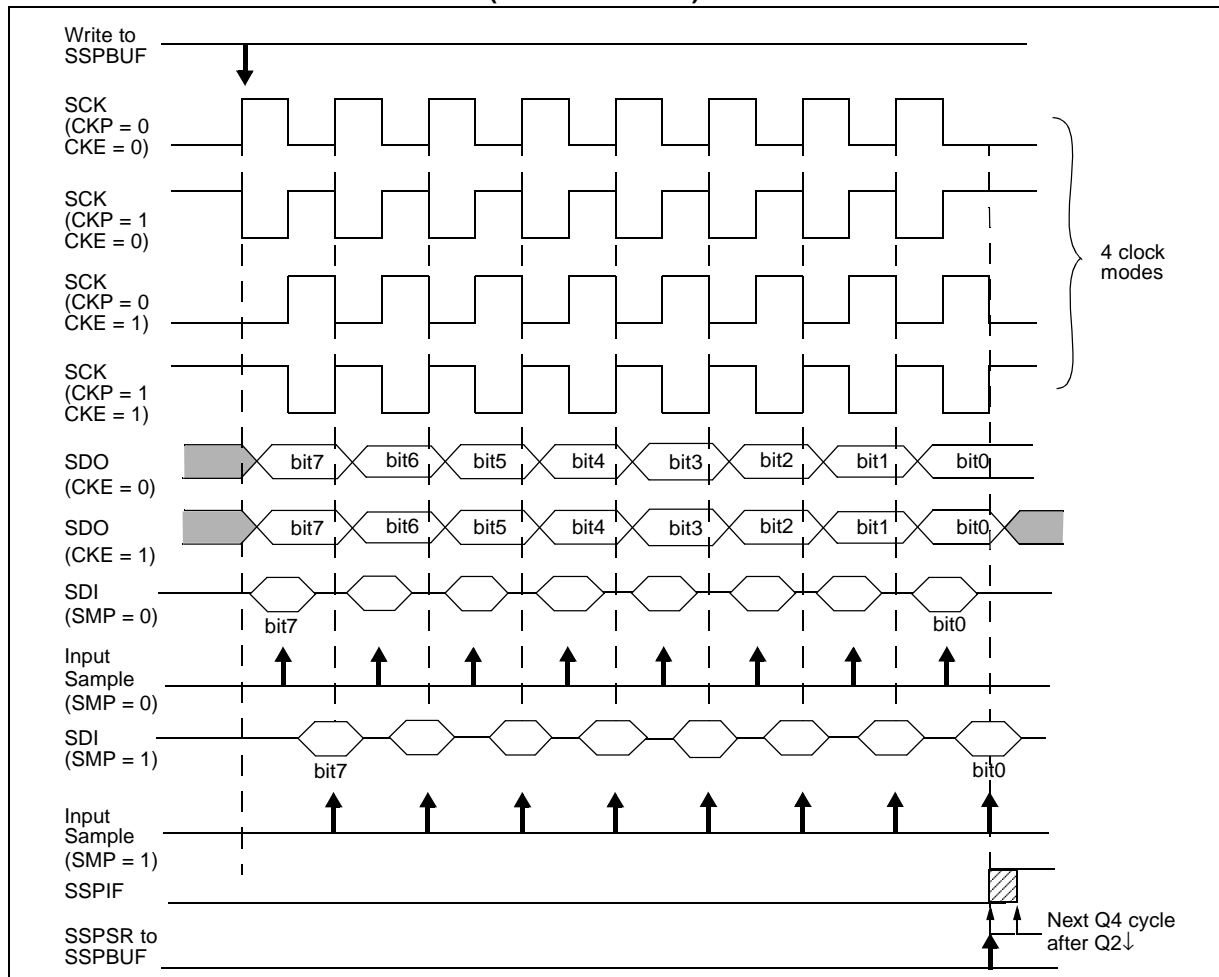 Write to
SSPBUF
SCK
(CKP = 0
CKE = 0)
SCK
(CKP = 1
CKE = 0)
SCK
(CKP = 0
CKE = 1)
4 clock
modes
SCK
(CKP = 1
CKE = 1)
SDO
(CKE = 0)
bit7 bit6 bit5 bit4 bit3 bit2 bit1 bit0
SDO
(CKE = 1)
bit7 bit6 bit5 bit4 bit3 bit2 bit1 bit0
SDI
(SMP = 0)
bit7 bit0
Input
Sample
(SMP = 0)
SDI
(SMP = 1)
bit7 bit0
Input
Sample
(SMP = 1)
SSPIF
Next Q4 cycle
after Q2↓
SSPSR to
SSPBUF